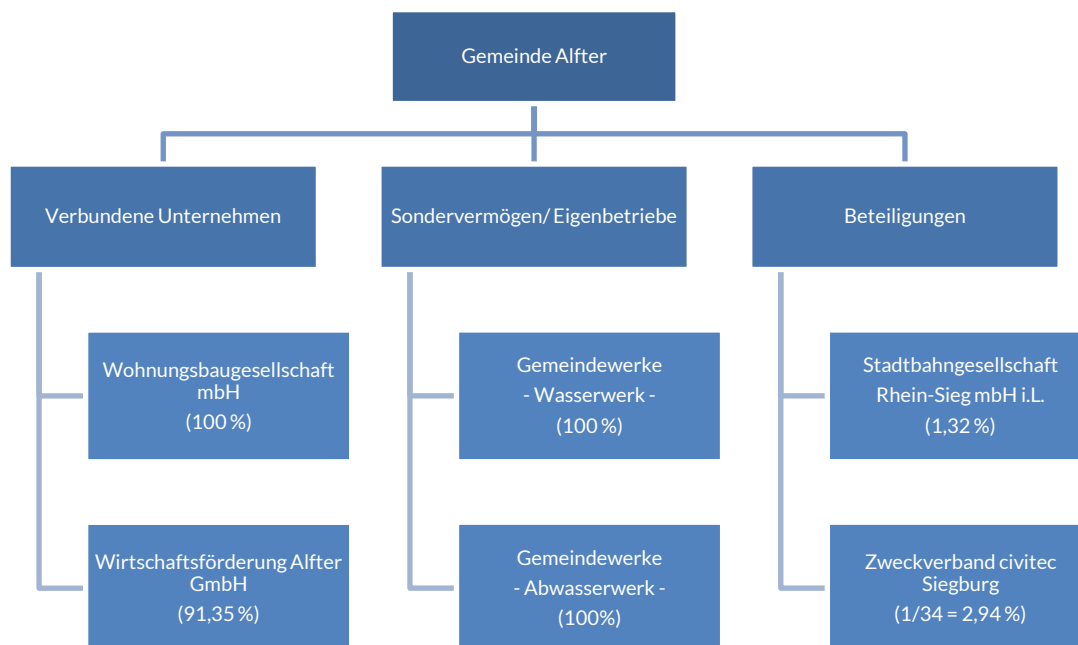 Gemeinde Alfter
Verbundene Unternehmen
Sondervermögen/ Eigenbetriebe
Beteiligungen
Wohnungsbaugesellschaft
mbH
(100 %)
Gemeindewerke
- Wasserwerk -
(100 %)
Stadtbahngesellschaft
Rhein-Sieg mbH i.L.
(1,32 %)
Wirtschaftsförderung Alfter
GmbH
(91,35 %)
Gemeindewerke
- Abwasserwerk -
(100%)
Zweckverband civitec
Siegburg
(1/34 = 2,94 %)